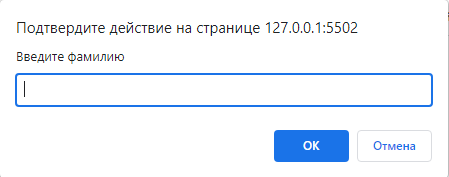 Подтвердите действие на странице 127.0.0.1:5502
Введите фамилию
ОК Отмена